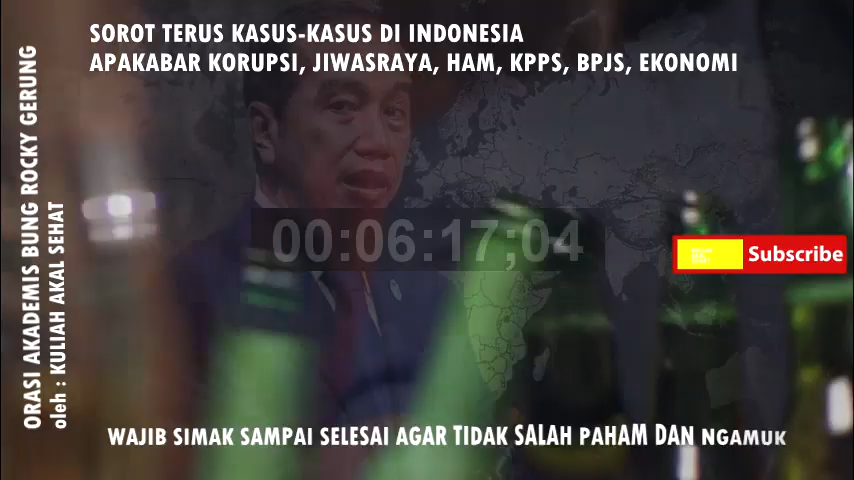 SOROT TERUS KASUS-KASUS DI INDONESIA
APAKABAR KORUPSI, JIWASRAYA, HAM, KPPS, BPJS, EKONOMI
ORASI AKADEMIS BUNG ROCKY GERUNG
oleh : KULIAH AKAL SEHAT
00:06:17;04
Subscribe
WAJIB SIMAK SAMPAI SELESAI AGAR TIDAK SALAH PAHAM DAN NGAMUK